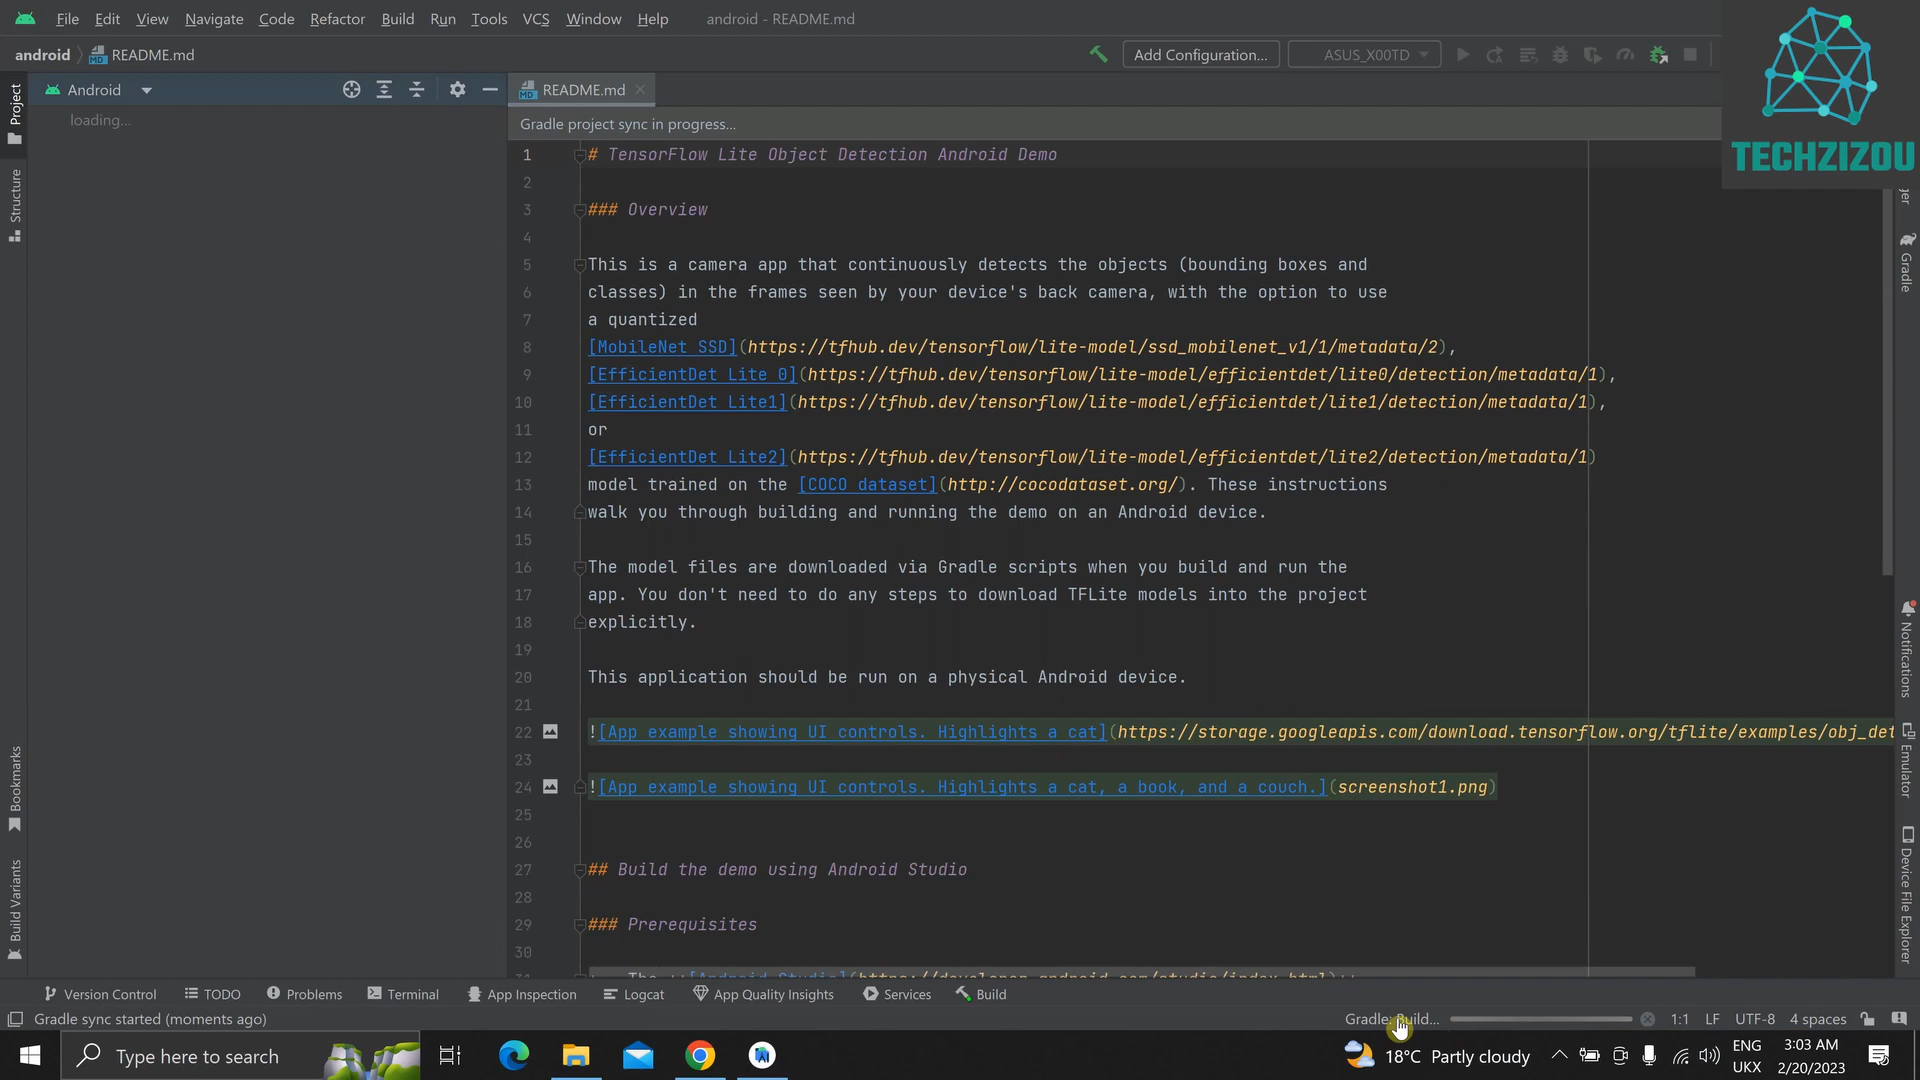 File Edit View Navigate Code Refactor Build Run Tools VCS Window Help android - README.md
android README.md Add Configuration... ASUS_X00TD
TECHZIZOU
Project
Android README.md
loading...
Gradle project sync in progress...
1 # TensorFlow Lite Object Detection Android Demo
2
3 ### Overview
4
5 This is a camera app that continuously detects the objects (bounding boxes and
6 classes) in the frames seen by your device's back camera, with the option to use
7 a quantized
8 [MobileNet SSD](https://tfhub.dev/tensorflow/lite-model/ssd_mobilenet_v1/1/metadata/2),
9 [EfficientDet Lite 0](https://tfhub.dev/tensorflow/lite-model/efficientdet/lite0/detection/metadata/1),
10 [EfficientDet Lite1](https://tfhub.dev/tensorflow/lite-model/efficientdet/lite1/detection/metadata/1),
11 or
12 [EfficientDet Lite2](https://tfhub.dev/tensorflow/lite-model/efficientdet/lite2/detection/metadata/1)
13 model trained on the [COCO dataset](http://cocodataset.org/). These instructions
14 walk you through building and running the demo on an Android device.
15
16 The model files are downloaded via Gradle scripts when you build and run the
17 app. You don't need to do any steps to download TFLite models into the project
18 explicitly.
19
20 This application should be run on a physical Android device.
21
22 ![App example showing UI controls. Highlights a cat](https://storage.googleapis.com/download.tensorflow.org/tflite/examples/obj_det
23
24 ![App example showing UI controls. Highlights a cat, a book, and a couch.](screenshot1.png)
25
26
27 ## Build the demo using Android Studio
28
29 ### Prerequisites
30
Structure
Bookmarks
Build Variants
Gradle
Notifications
Emulator
Device File Explorer
Version Control TODO Problems Terminal App Inspection Logcat App Quality Insights Services Build
Gradle sync started (moments ago) Gradle: Build... 1:1 LF UTF-8 4 spaces
Type here to search 18°C Partly cloudy ENG 3:03 AM
UKX 2/20/2023